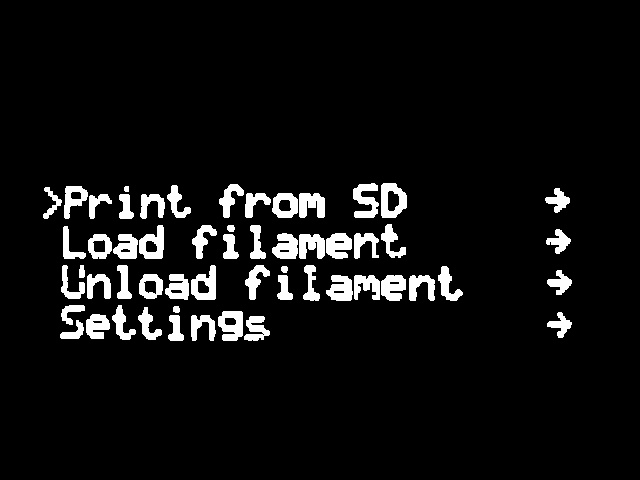 >Print from SD →
Load filament →
Unload filament →
Settings →